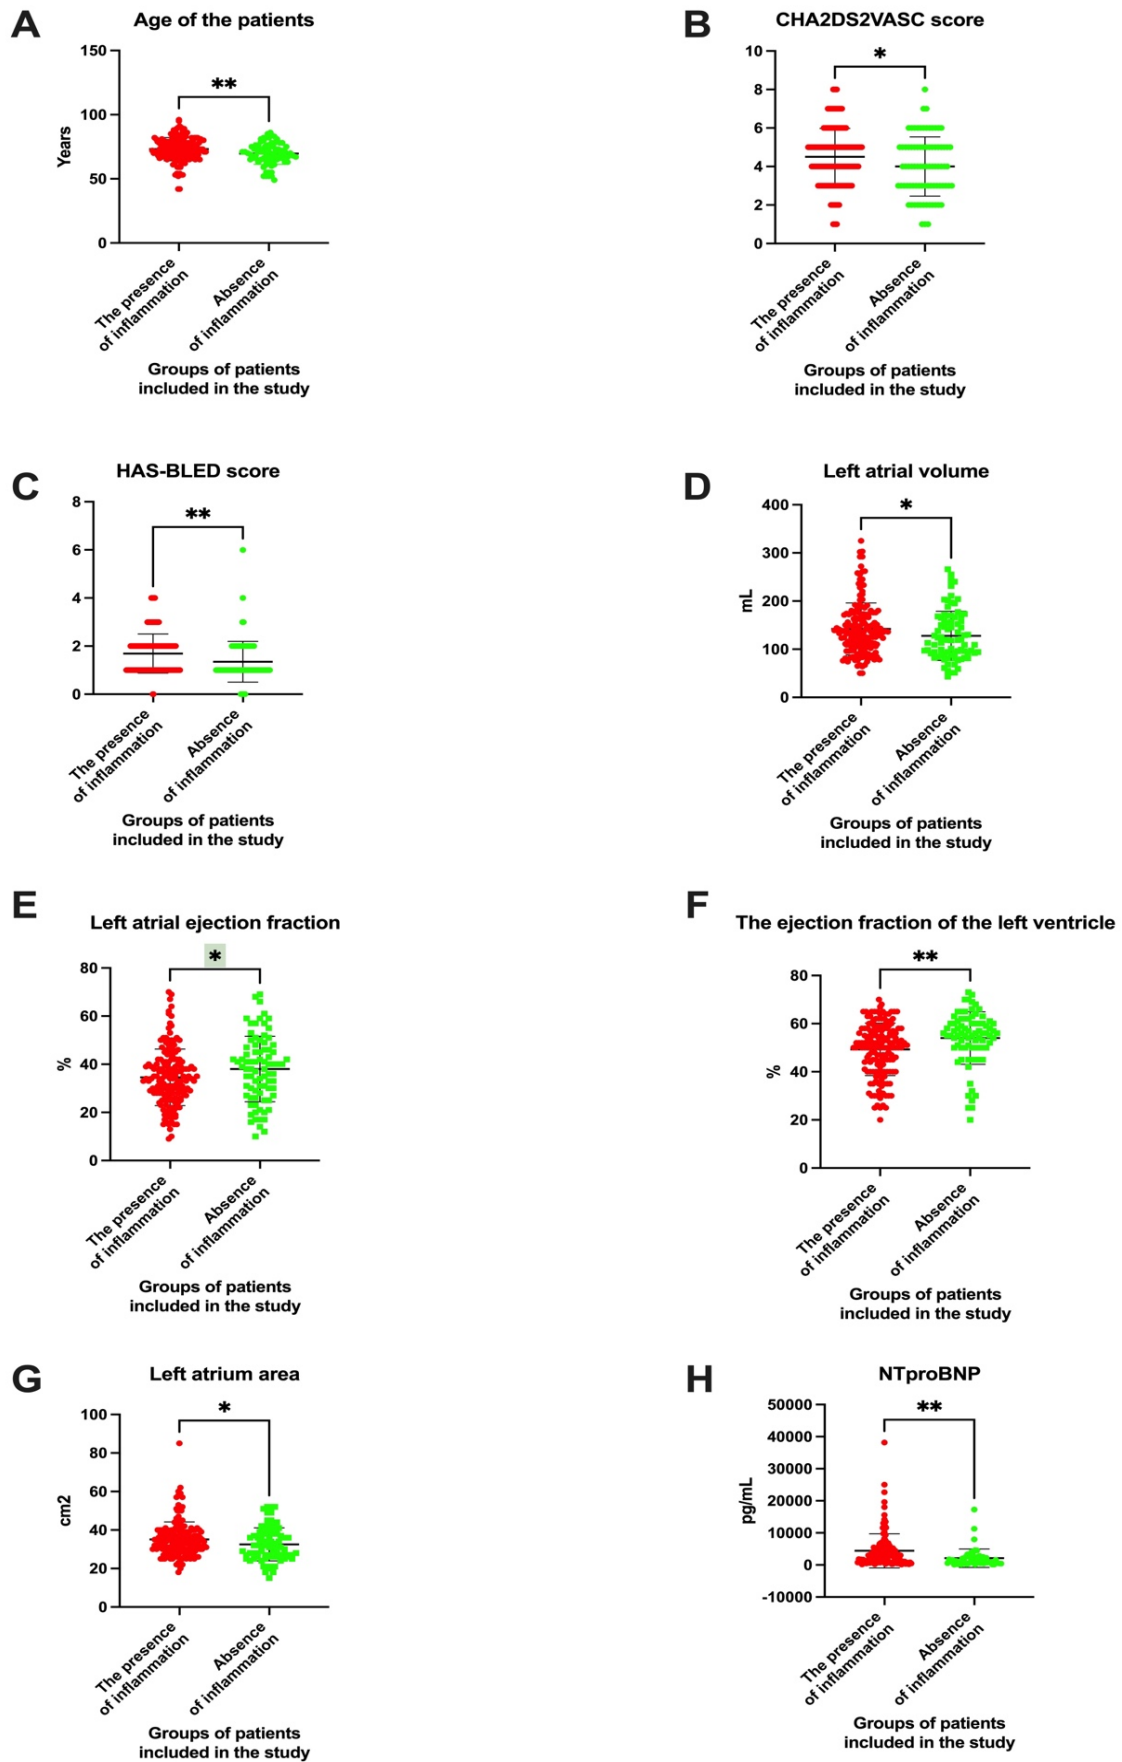 A
Age of the patients
150
100
50
0
Years
**
The presence
of inflammation
Absence
of inflammation
Groups of patients
included in the study
B
CHA2DS2VASC score
10
8
6
4
2
0
*
The presence
of inflammation
Absence
of inflammation
Groups of patients
included in the study
C
HAS-BLED score
8
6
4
2
0
**
The presence
of inflammation
Absence
of inflammation
Groups of patients
included in the study
D
Left atrial volume
400
300
200
100
0
mL
*
The presence
of inflammation
Absence
of inflammation
Groups of patients
included in the study
E
Left atrial ejection fraction
80
60
40
20
0
%
*
The presence
of inflammation
Absence
of inflammation
Groups of patients
included in the study
F
The ejection fraction of the left ventricle
80
60
40
20
0
%
**
The presence
of inflammation
Absence
of inflammation
Groups of patients
included in the study
G
Left atrium area
100
80
60
40
20
0
cm2
*
The presence
of inflammation
Absence
of inflammation
Groups of patients
included in the study
H
NTproBNP
50000
40000
30000
20000
10000
0
-10000
pg/mL
**
The presence
of inflammation
Absence
of inflammation
Groups of patients
included in the study